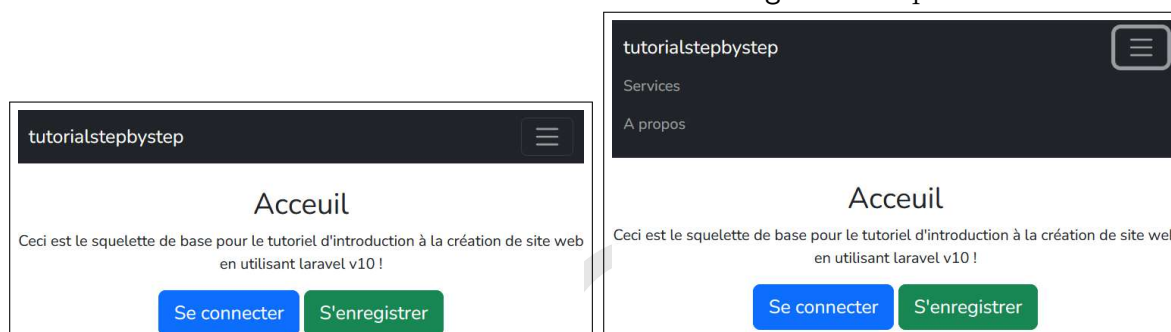 tutorialstepbystep
Acceuil
Ceci est le squelette de base pour le tutoriel d'introduction à la création de site web
en utilisant laravel v10 !
Se connecter S'enregistrer
tutorialstepbystep
Services
A propos
Acceuil
Ceci est le squelette de base pour le tutoriel d'introduction à la création de site web
en utilisant laravel v10 !
Se connecter S'enregistrer